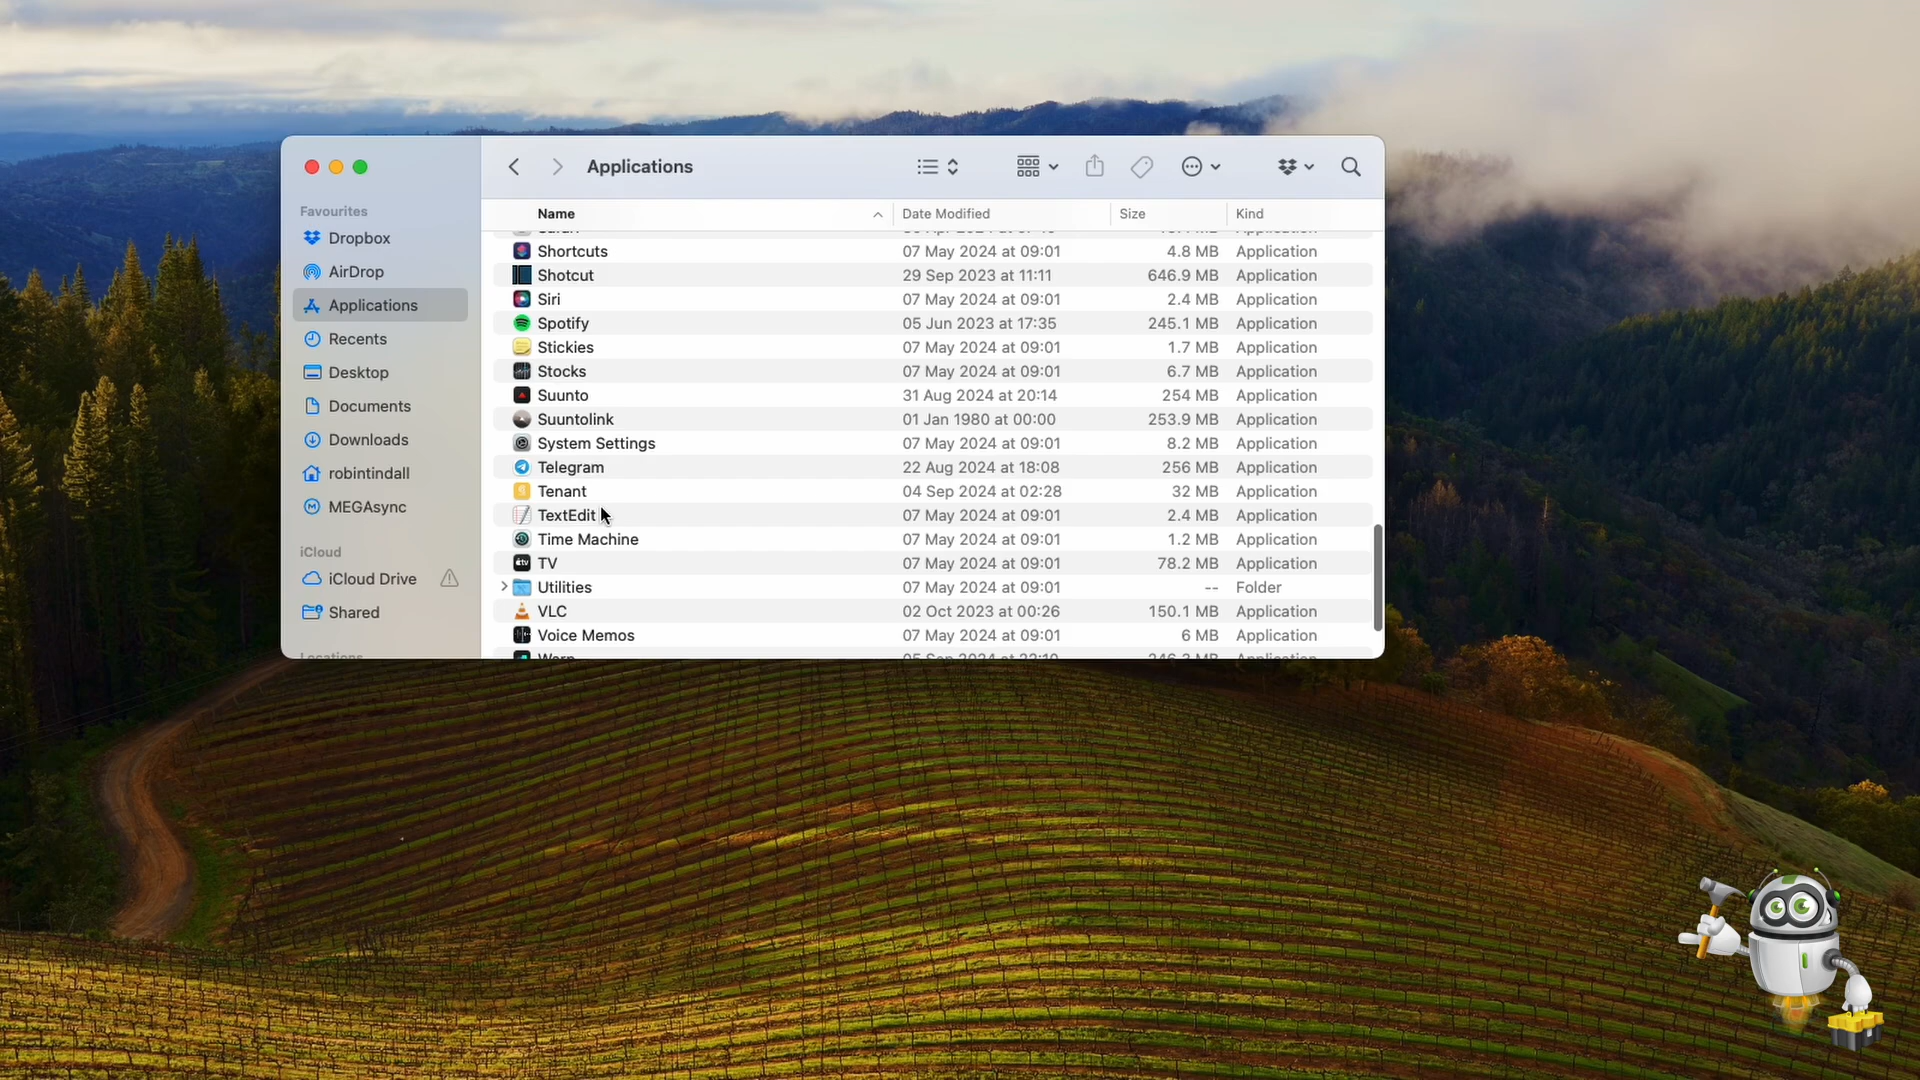 Applications
Favourites
Dropbox
AirDrop
Applications
Recents
Desktop
Documents
Downloads
robintindall
MEGAsync
iCloud
iCloud Drive
Shared
Locations
Name Date Modified Size Kind
Shortcuts 07 May 2024 at 09:01 4.8 MB Application
Shotcut 29 Sep 2023 at 11:11 646.9 MB Application
Siri 07 May 2024 at 09:01 2.4 MB Application
Spotify 05 Jun 2023 at 17:35 245.1 MB Application
Stickies 07 May 2024 at 09:01 1.7 MB Application
Stocks 07 May 2024 at 09:01 6.7 MB Application
Suunto 31 Aug 2024 at 20:14 254 MB Application
Suuntolink 01 Jan 1980 at 00:00 253.9 MB Application
System Settings 07 May 2024 at 09:01 8.2 MB Application
Telegram 22 Aug 2024 at 18:08 256 MB Application
Tenant 04 Sep 2024 at 02:28 32 MB Application
TextEdit 07 May 2024 at 09:01 2.4 MB Application
Time Machine 07 May 2024 at 09:01 1.2 MB Application
TV 07 May 2024 at 09:01 78.2 MB Application
Utilities 07 May 2024 at 09:01 -- Folder
VLC 02 Oct 2023 at 00:26 150.1 MB Application
Voice Memos 07 May 2024 at 09:01 6 MB Application